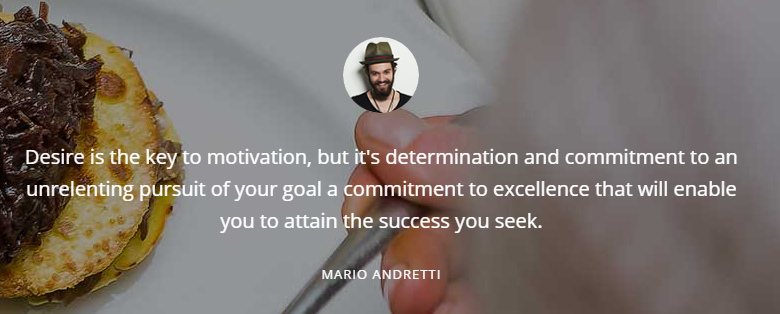 Desire is the key to motivation, but it's determination and commitment to an
unrelenting pursuit of your goal a commitment to excellence that will enable
you to attain the success you seek.
MARIO ANDRETTI